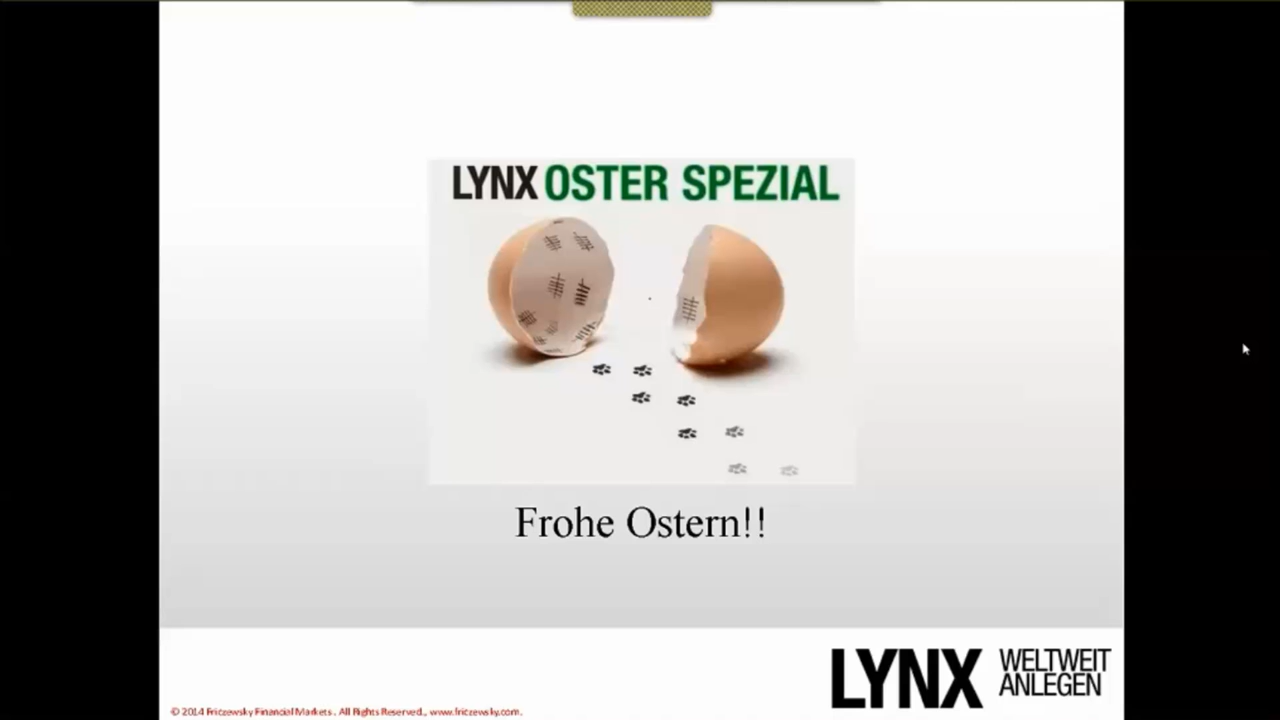 LYNX OSTER SPEZIAL
Frohe Ostern!!
LYNX WELTWEIT
ANLEGEN
© 2014 Friczewsky Financial Markets . All Rights Reserved., www.friczewsky.com.